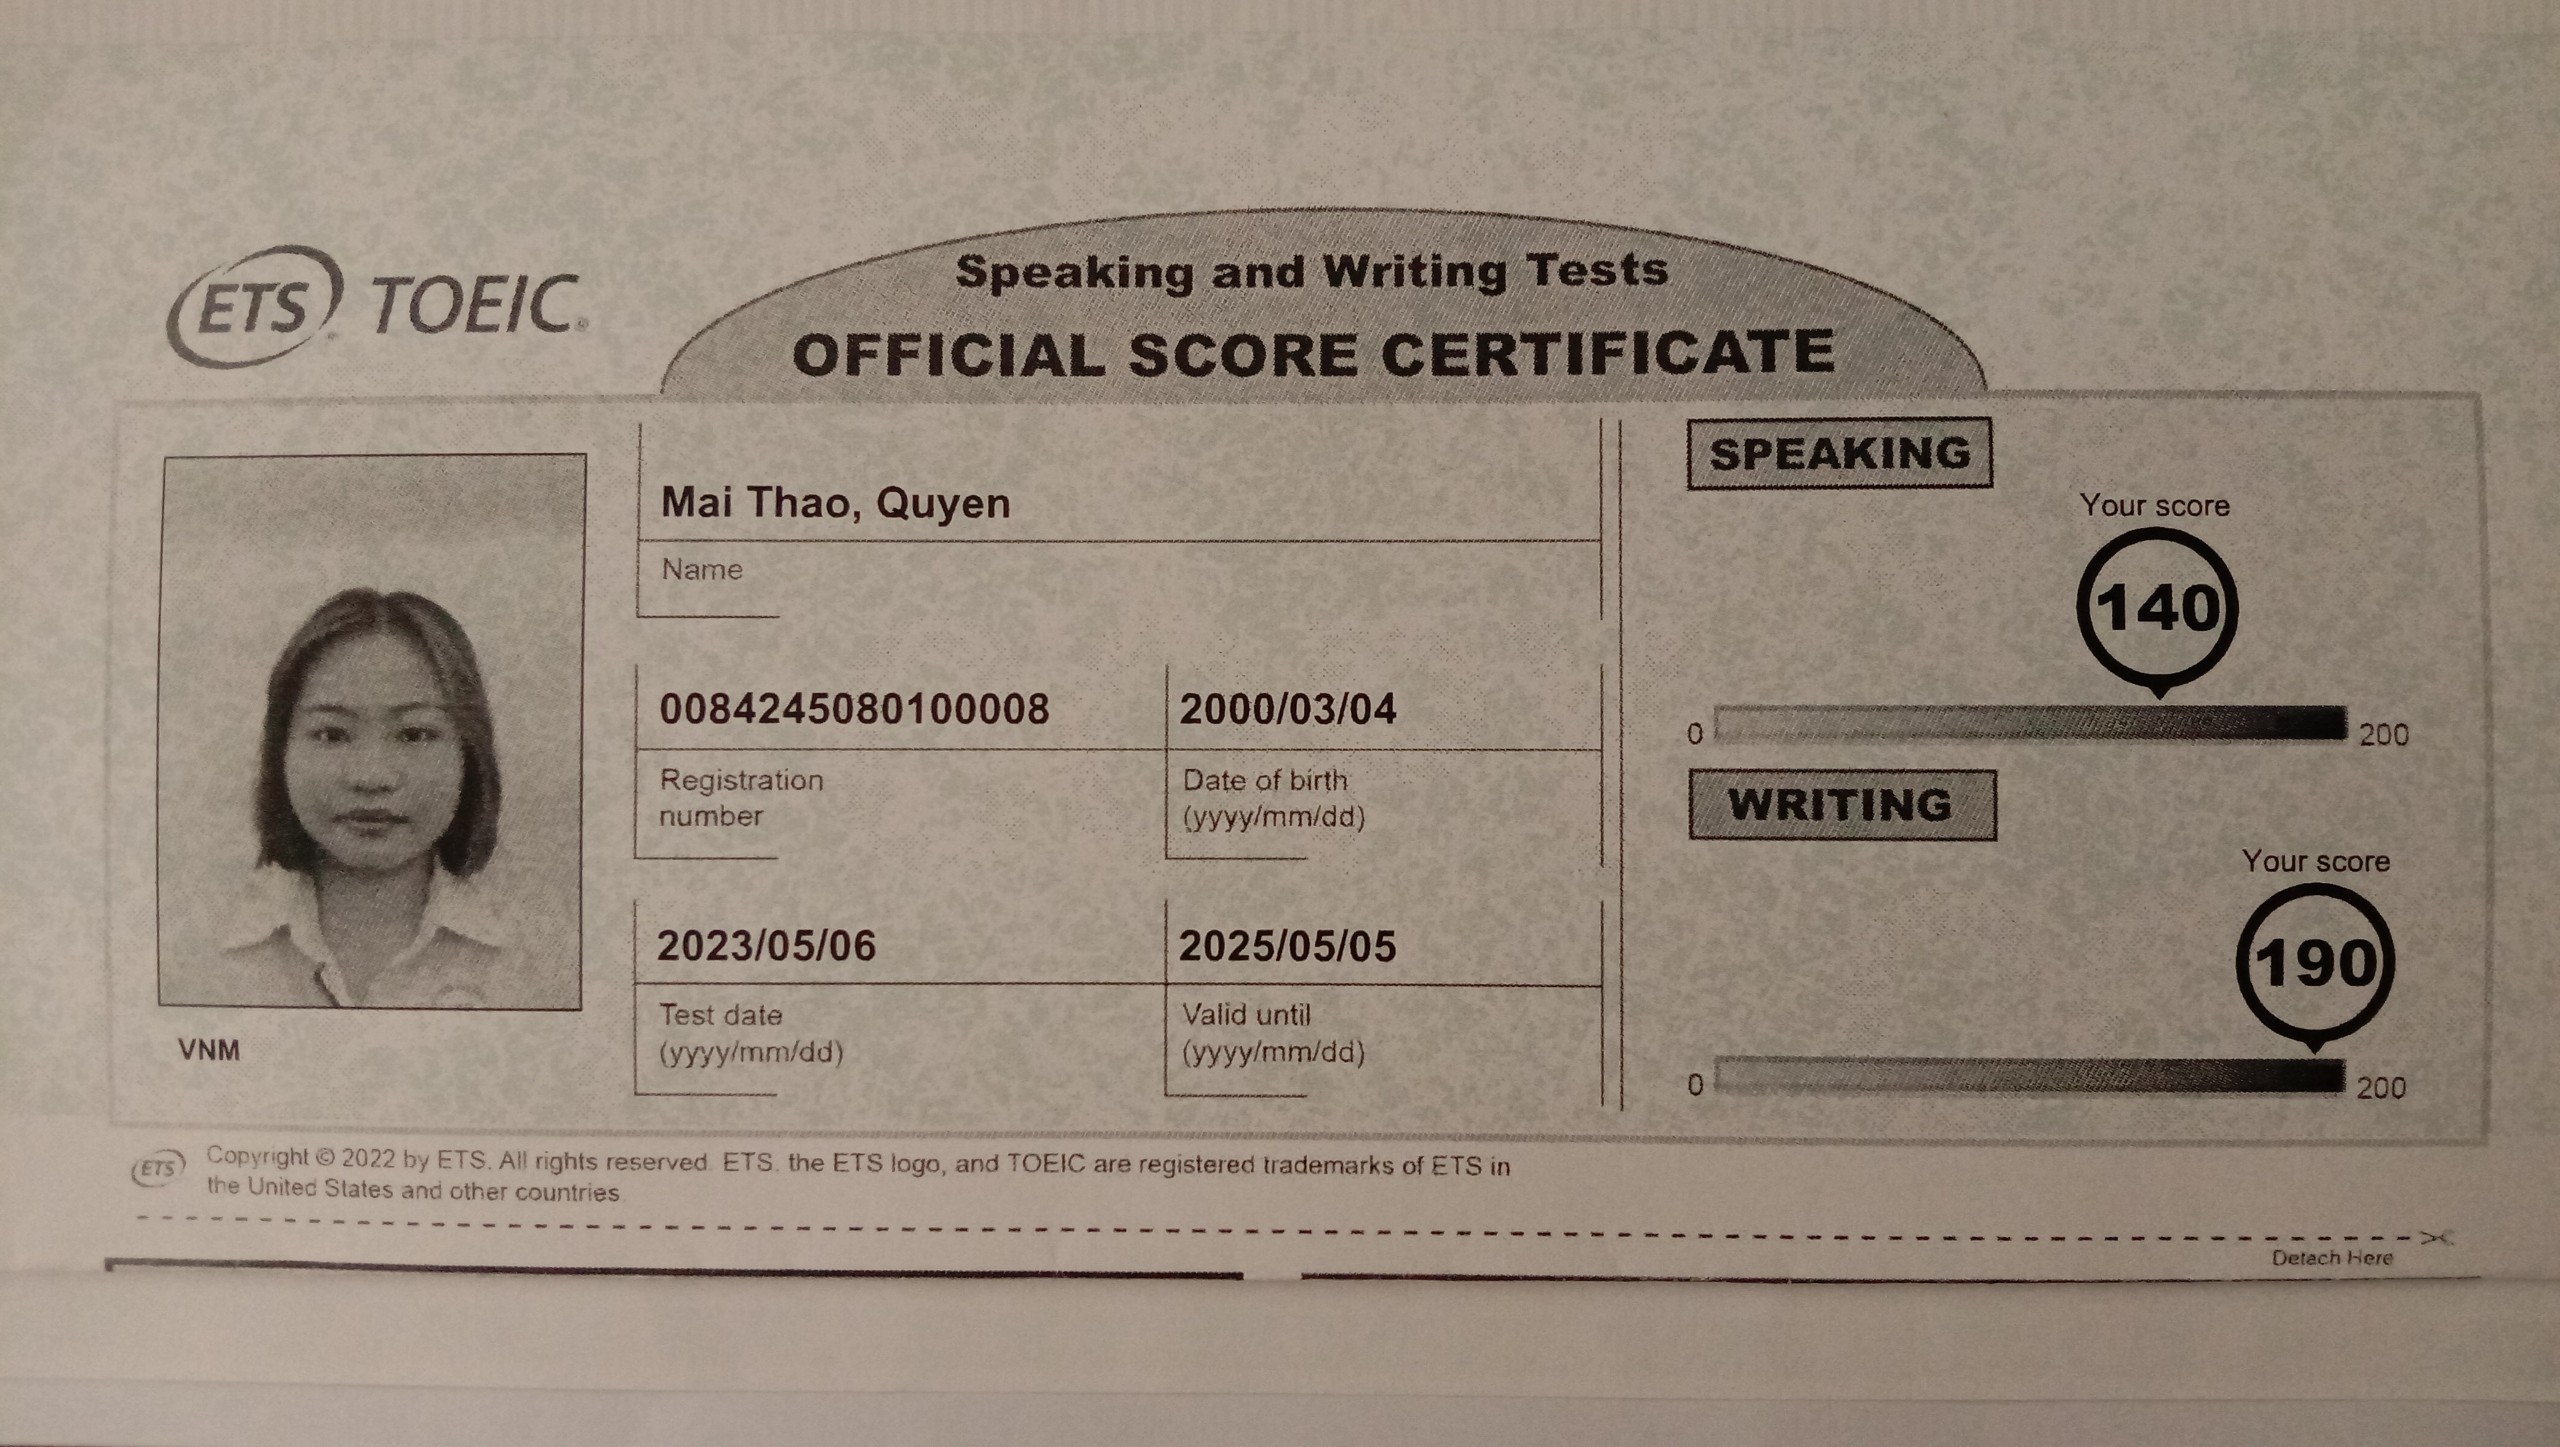 ETS TOEIC®
Speaking and Writing Tests
OFFICIAL SCORE CERTIFICATE
VNM
Mai Thao, Quyen
Name
0084245080100008
Registration
number
2000/03/04
Date of birth
(yyyy/mm/dd)
2023/05/06
Test date
(yyyy/mm/dd)
2025/05/05
Valid until
(yyyy/mm/dd)
SPEAKING
Your score
140
0
200
WRITING
Your score
190
0
200
ETS
Copyright © 2022 by ETS. All rights reserved. ETS, the ETS logo, and TOEIC are registered trademarks of ETS in
the United States and other countries.
Detach Here